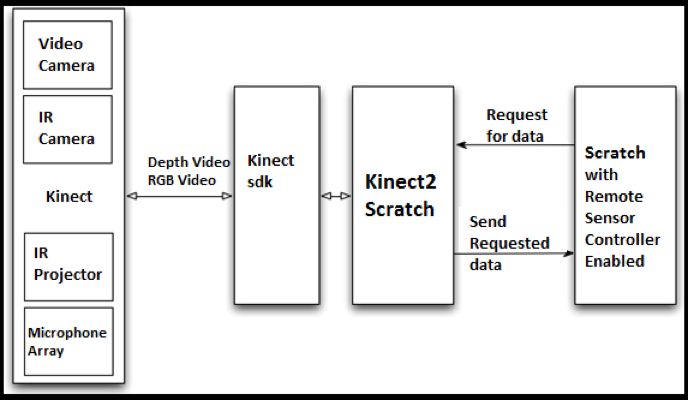 Video
Camera
IR
Camera
Kinect
IR
Projector
Microphone
Array
Depth Video
RGB Video
Kinect
sdk
Kinect2
Scratch
Request
for data
Send
Requested
data
Scratch
with
Remote
Sensor
Controller
Enabled